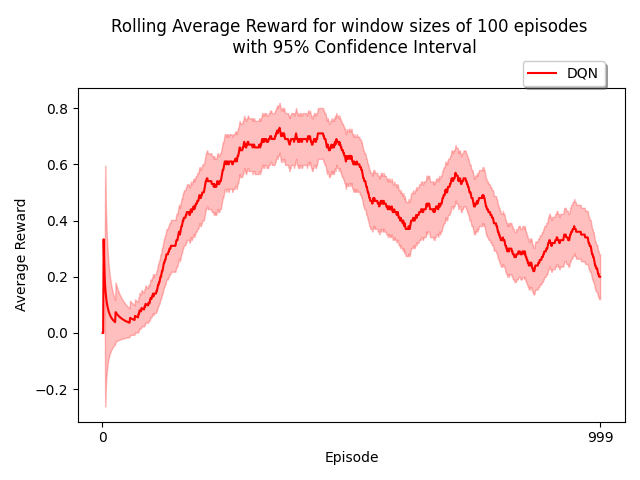 Rolling Average Reward for window sizes of 100 episodes
with 95% Confidence Interval
DQN
0.8
0.6
0.4
0.2
0.0
−0.2
Average Reward
0
999
Episode